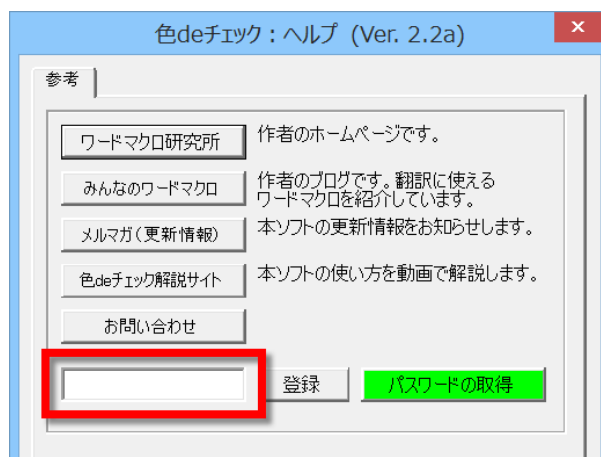 色deチェック：ヘルプ (Ver. 2.2a)
x
参考
ワードマクロ研究所
作者のホームページです。
みんなのワードマクロ
作者のブログです。翻訳に使える
ワードマクロを紹介しています。
メルマガ（更新情報）
本ソフトの更新情報をお知らせします。
色deチェック解説サイト
本ソフトの使い方を動画で解説します。
お問い合わせ
登録
パスワードの取得